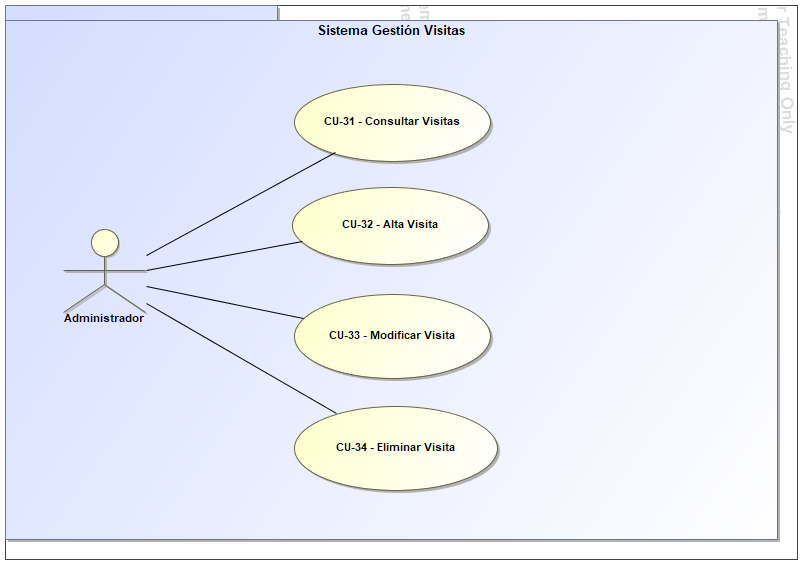 Sistema Gestión Visitas
CU-31 - Consultar Visitas
CU-32 - Alta Visita
CU-33 - Modificar Visita
CU-34 - Eliminar Visita
Administrador
Teaching Only